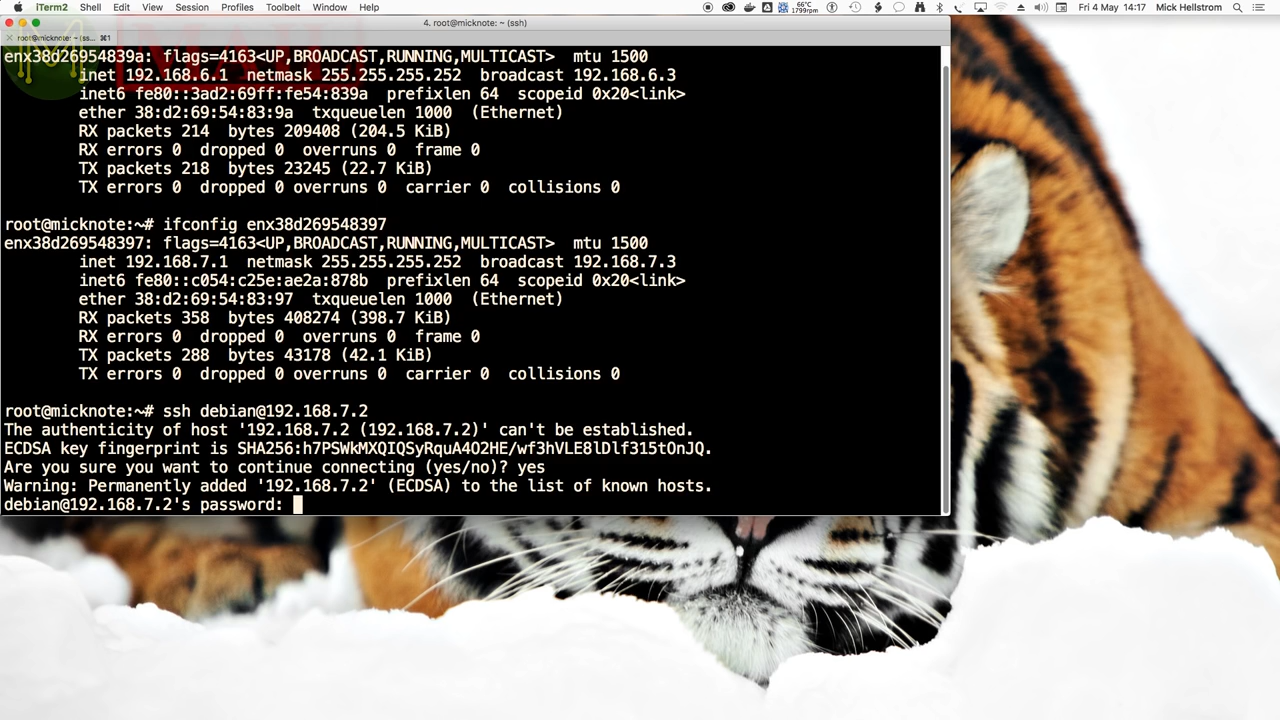 iTerm2 Shell Edit View Session Profiles Toolbelt Window Help 66°C 1799rpm Fri 4 May 14:17 Mick Hellstrom
4. root@micknote: ~ (ssh)
root@micknote: ~ (ss... ⌘1
enx38d26954839a: flags=4163<UP,BROADCAST,RUNNING,MULTICAST> mtu 1500
inet 192.168.6.1 netmask 255.255.255.252 broadcast 192.168.6.3
inet6 fe80::3ad2:69ff:fe54:839a prefixlen 64 scopeid 0x20<link>
ether 38:d2:69:54:83:9a txqueuelen 1000 (Ethernet)
RX packets 214 bytes 209408 (204.5 KiB)
RX errors 0 dropped 0 overruns 0 frame 0
TX packets 218 bytes 23245 (22.7 KiB)
TX errors 0 dropped 0 overruns 0 carrier 0 collisions 0
root@micknote:~# ifconfig enx38d269548397
enx38d269548397: flags=4163<UP,BROADCAST,RUNNING,MULTICAST> mtu 1500
inet 192.168.7.1 netmask 255.255.255.252 broadcast 192.168.7.3
inet6 fe80::c054:c25e:ae2a:878b prefixlen 64 scopeid 0x20<link>
ether 38:d2:69:54:83:97 txqueuelen 1000 (Ethernet)
RX packets 358 bytes 408274 (398.7 KiB)
RX errors 0 dropped 0 overruns 0 frame 0
TX packets 288 bytes 43178 (42.1 KiB)
TX errors 0 dropped 0 overruns 0 carrier 0 collisions 0
root@micknote:~# ssh debian@192.168.7.2
The authenticity of host '192.168.7.2 (192.168.7.2)' can't be established.
ECDSA key fingerprint is SHA256:h7PSWkMXQIQSyRquA4O2HE/wf3hVLE8lDlf315tOnJQ.
Are you sure you want to continue connecting (yes/no)? yes
Warning: Permanently added '192.168.7.2' (ECDSA) to the list of known hosts.
debian@192.168.7.2's password: